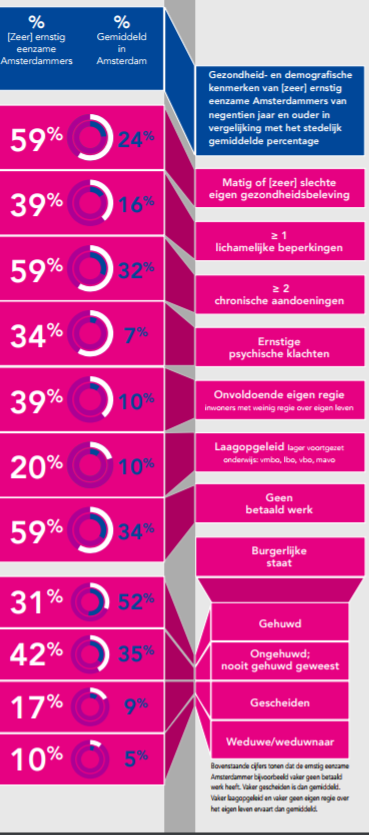 %
[Zeer] ernstig
eenzame
Amsterdammers
%
Gemiddeld
in
Amsterdam
Gezondheid- en demografische
kenmerken van [zeer] ernstig
eenzame Amsterdammers van
negentien jaar en ouder in
vergelijking met het stedelijk
gemiddelde percentage
59% 24%
Matig of [zeer] slechte
eigen gezondheidsbeleving
39% 16%
≥ 1
lichamelijke beperkingen
59% 32%
≥ 2
chronische aandoeningen
34% 7%
Ernstige
psychische klachten
39% 10%
Onvoldoende eigen regie
inwoners met weinig regie over eigen leven
20% 10%
Laagopgeleid lager voortgezet
onderwijs: vmbo, lbo, vbo, mavo
59% 34%
Geen
betaald werk
Burgerlijke
staat
31% 52%
Gehuwd
42% 35%
Ongehuwd;
nooit gehuwd geweest
17% 9%
Gescheiden
10% 5%
Weduwe/weduwnaar
Bovenstaande cijfers tonen dat de ernstig eenzame
Amsterdammer bijvoorbeeld vaker geen betaald
werk heeft. Vaker gescheiden is dan gemiddeld.
Vaker laagopgeleid en vaker geen eigen regie over
het eigen leven ervaart dan gemiddeld.